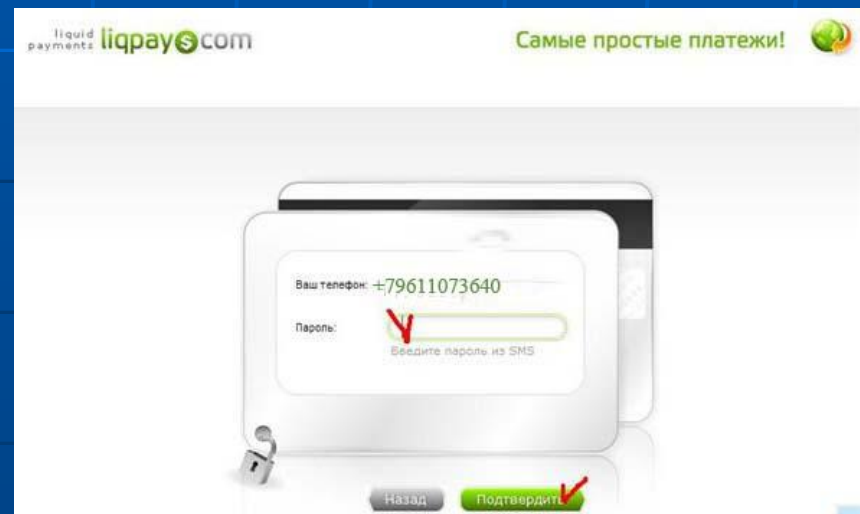 liquid
payments liqpay$com
Самые простые платежи!
Ваш телефон: +79611073640
Пароль:
Введите пароль из SMS
Назад Подтвердить